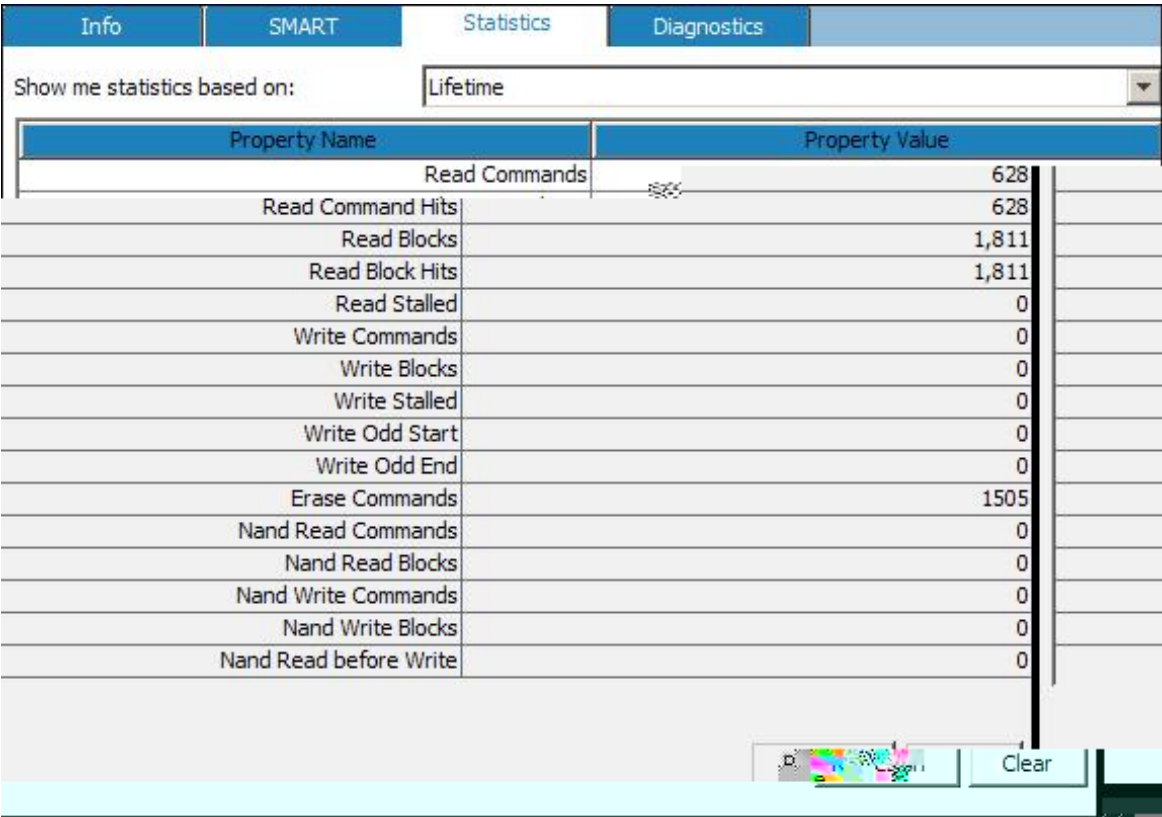 Info SMART Statistics Diagnostics
Show me statistics based on: Lifetime
Property Name Property Value
Read Commands 628
Read Command Hits 628
Read Blocks 1,811
Read Block Hits 1,811
Read Stalled 0
Write Commands 0
Write Blocks 0
Write Stalled 0
Write Odd Start 0
Write Odd End 0
Erase Commands 1505
Nand Read Commands 0
Nand Read Blocks 0
Nand Write Commands 0
Nand Write Blocks 0
Nand Read before Write 0
Clear